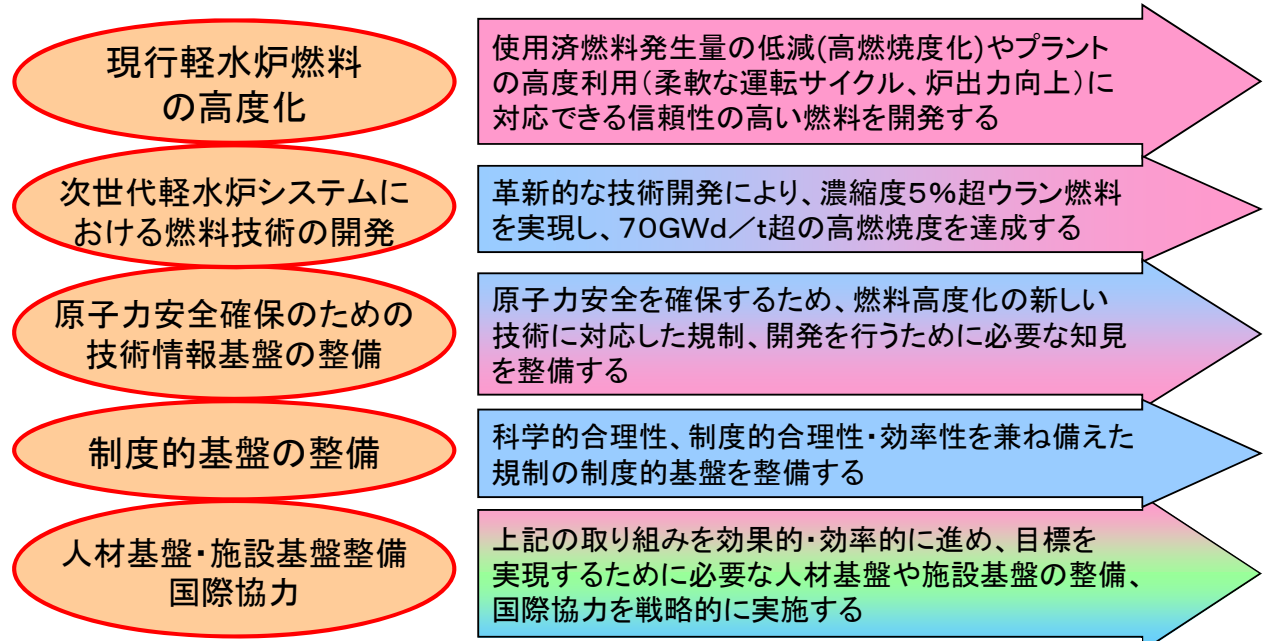 現行軽水炉燃料
の高度化
使用済燃料発生量の低減(高燃焼度化)やプラント
の高度利用(柔軟な運転サイクル、炉出力向上)に
対応できる信頼性の高い燃料を開発する
次世代軽水炉システムに
おける燃料技術の開発
革新的な技術開発により、濃縮度5%超ウラン燃料
を実現し、70GWd/t超の高燃焼度を達成する
原子力安全確保のための
技術情報基盤の整備
原子力安全を確保するため、燃料高度化の新しい
技術に対応した規制、開発を行うために必要な知見
を整備する
制度的基盤の整備
科学的合理性、制度的合理性・効率性を兼ね備えた
規制の制度的基盤を整備する
人材基盤・施設基盤整備
国際協力
上記の取り組みを効果的・効率的に進め、目標を
実現するために必要な人材基盤や施設基盤の整備、
国際協力を戦略的に実施する